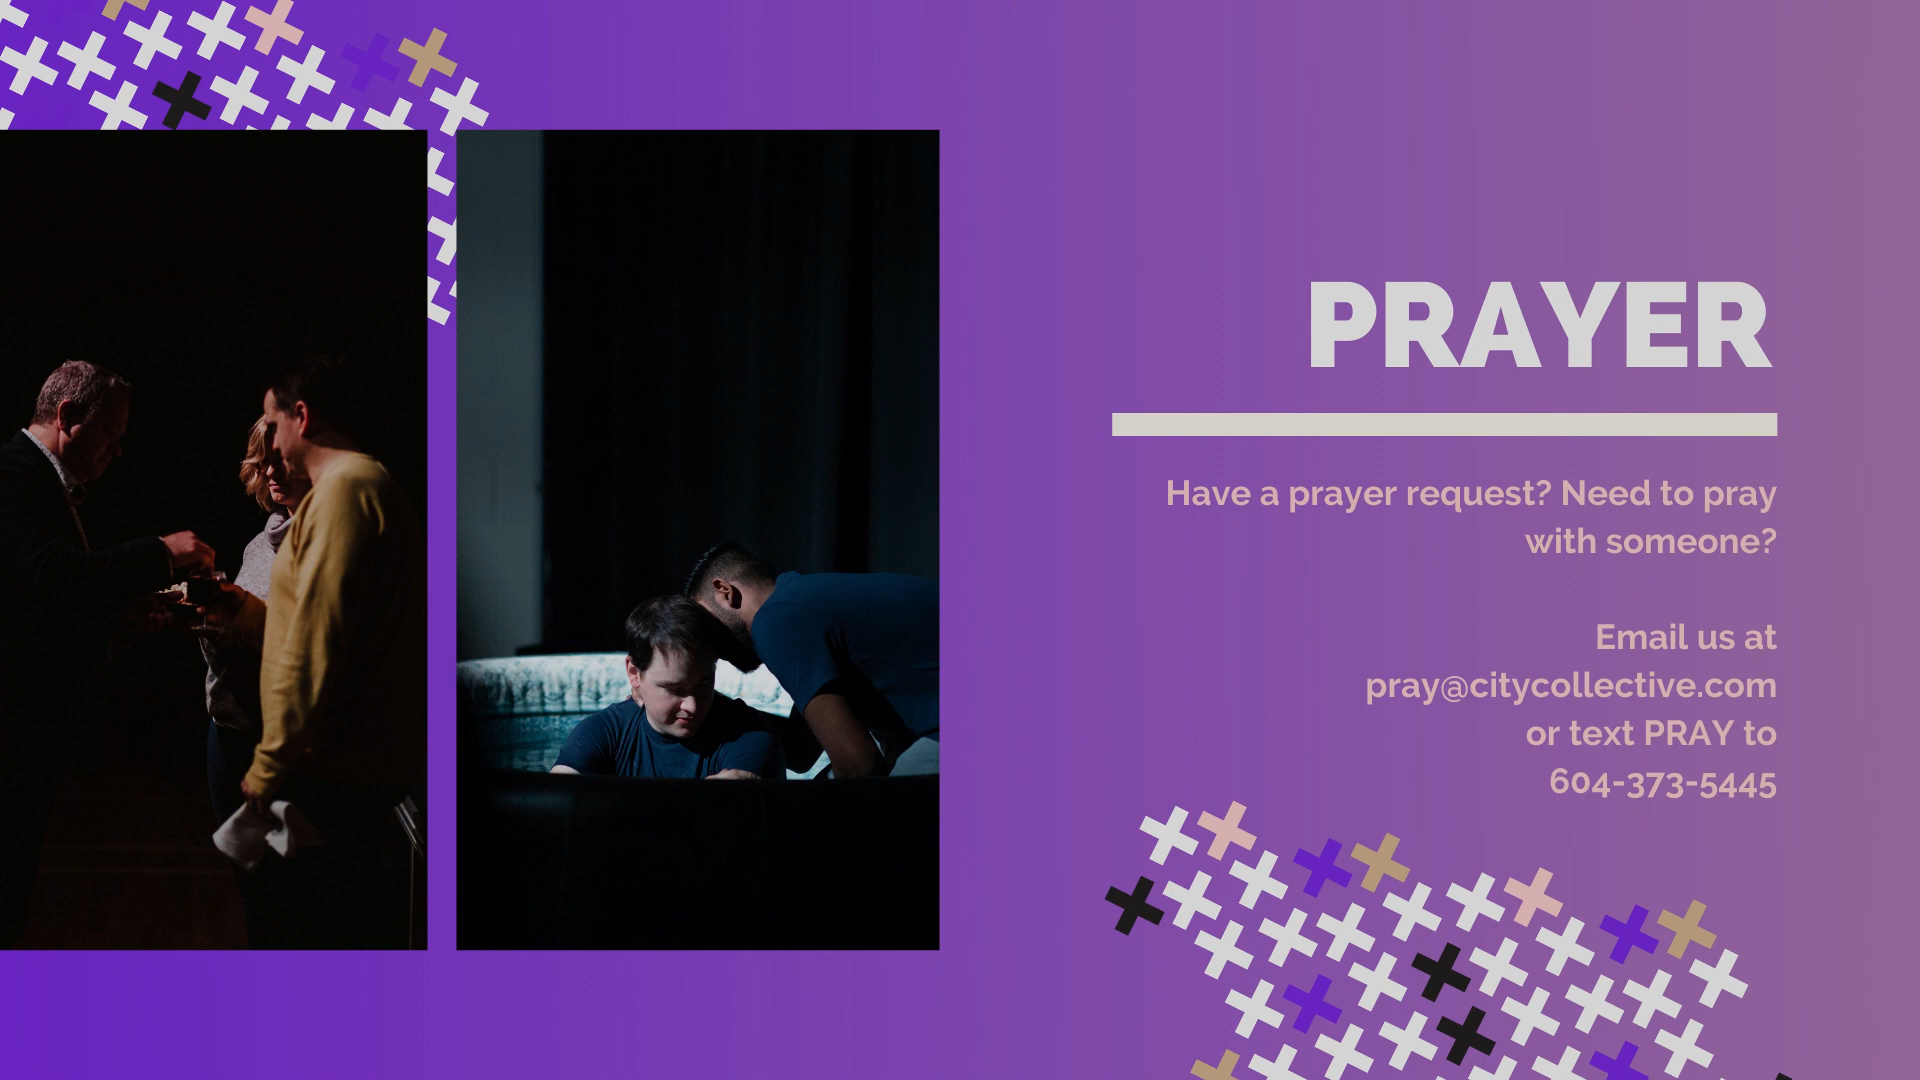 PRAYER
Have a prayer request? Need to pray
with someone?
Email us at
pray@citycollective.com
or text PRAY to
604-373-5445